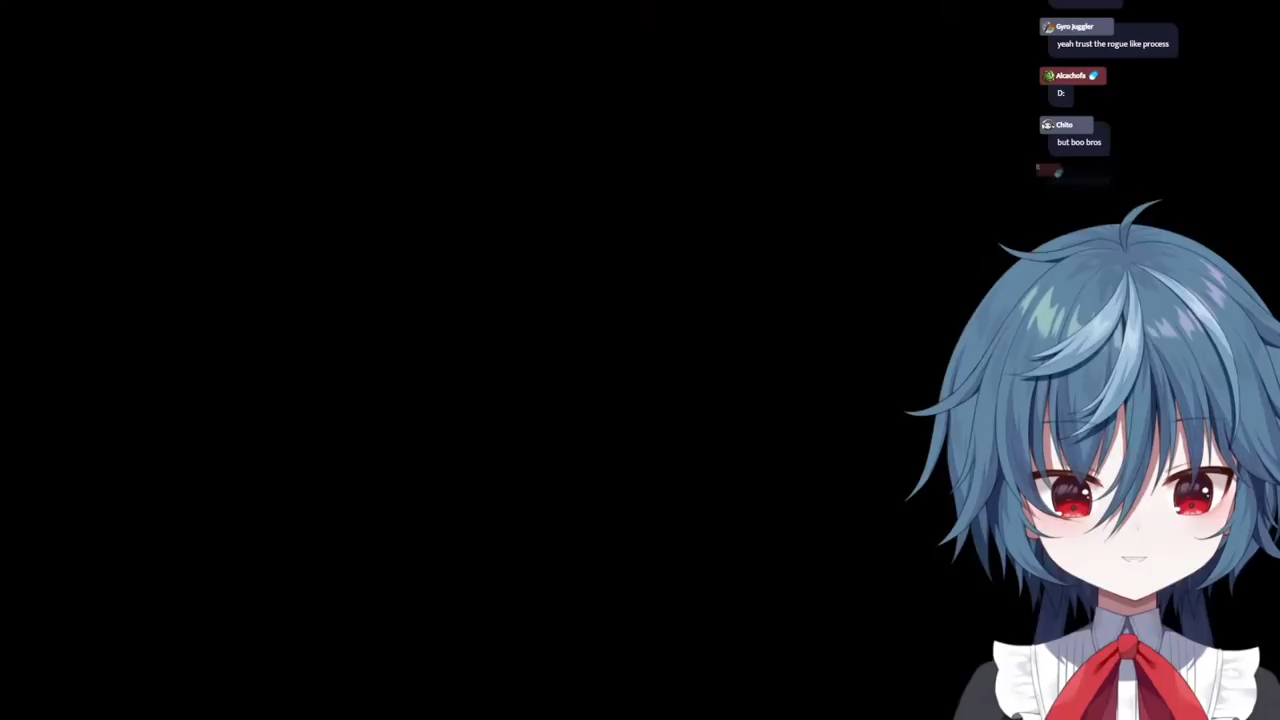 Gyro Juggler
yeah trust the rogue like process
Alcachofa
D:
Chito
but boo bros